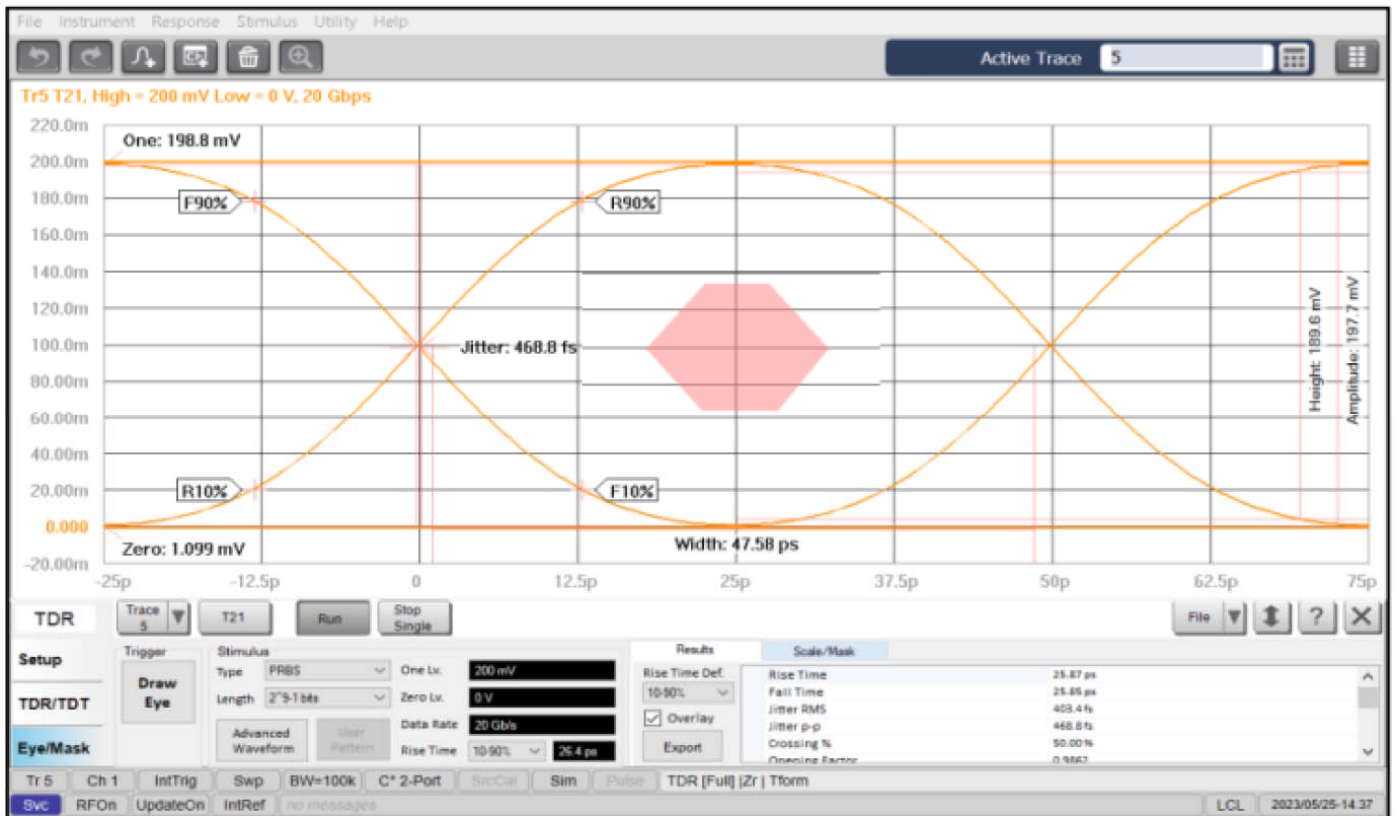 File Instrument Response Stimulus Utility Help
Active Trace 5
Tr5 T21, High = 200 mV Low = 0 V, 20 Gbps
220.0m
One: 198.8 mV
200.0m
180.0m
F90%
R90%
160.0m
140.0m
120.0m
100.0m
Jitter: 468.8 fs
80.00m
Height: 189.6 mV
Amplitude: 197.7 mV
60.00m
40.00m
20.00m
R10%
F10%
0.000
Zero: 1.099 mV
Width: 47.58 ps
-20.00m
-25p -12.5p 0 12.5p 25p 37.5p 50p 62.5p 75p
TDR
Trace 5
T21
Run
Stop Single
File
?
Setup
TDR/TDT
Eye/Mask
Trigger
Draw Eye
Stimulus
Type PRBS
One Lv. 200 mV
Length 2^9-1 bits
Zero Lv. 0 V
Data Rate 20 Gb/s
Advanced Waveform
User Pattern
Rise Time 10-90% 26.4 ps
Results
Scale/Mask
Rise Time Def.
10-90%
Overlay
Export
Rise Time 25.87 ps
Fall Time 25.85 ps
Jitter RMS 403.4 fs
Jitter p-p 468.8 fs
Crossing % 50.00 %
Opening Factor 0.9862
Tr 5 Ch 1 IntTrig Swp BW=100k C* 2-Port SrcCal Sim Pulse TDR [Full] |Zr | Tform
Svc RFOn UpdateOn IntRef no messages LCL 2023/05/25-14:37